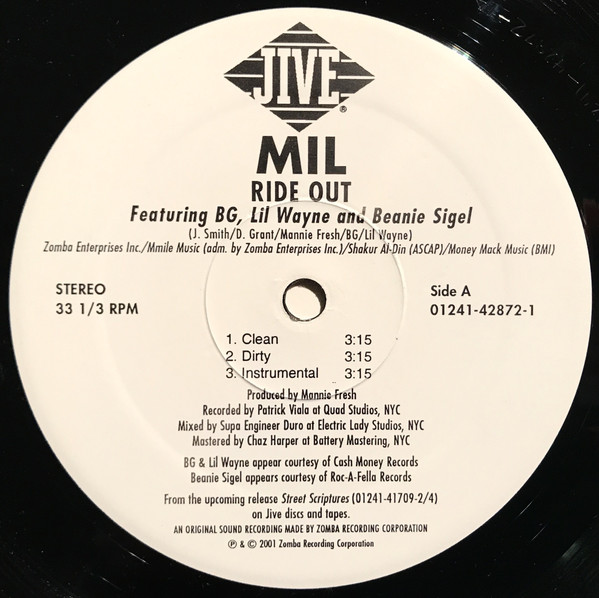 JIVE®
MIL
RIDE OUT
Featuring BG, Lil Wayne and Beanie Sigel
(J. Smith/D. Grant/Mannie Fresh/BG/Lil Wayne)
Zomba Enterprises Inc./Mmile Music (adm. by Zomba Enterprises Inc.)/Shakur Al-Din (ASCAP)/Money Mack Music (BMI)
STEREO
33 1/3 RPM
Side A
01241-42872-1
1. Clean 3:15
2. Dirty 3:15
3. Instrumental 3:15
Produced by Mannie Fresh
Recorded by Patrick Viala at Quad Studios, NYC
Mixed by Supa Engineer Duro at Electric Lady Studios, NYC
Mastered by Chaz Harper at Battery Mastering, NYC
BG & Lil Wayne appear courtesy of Cash Money Records
Beanie Sigel appears courtesy of Roc-A-Fella Records
From the upcoming release Street Scriptures (01241-41709-2/4)
on Jive discs and tapes.
AN ORIGINAL SOUND RECORDING MADE BY ZOMBA RECORDING CORPORATION
℗ & © 2001 Zomba Recording Corporation